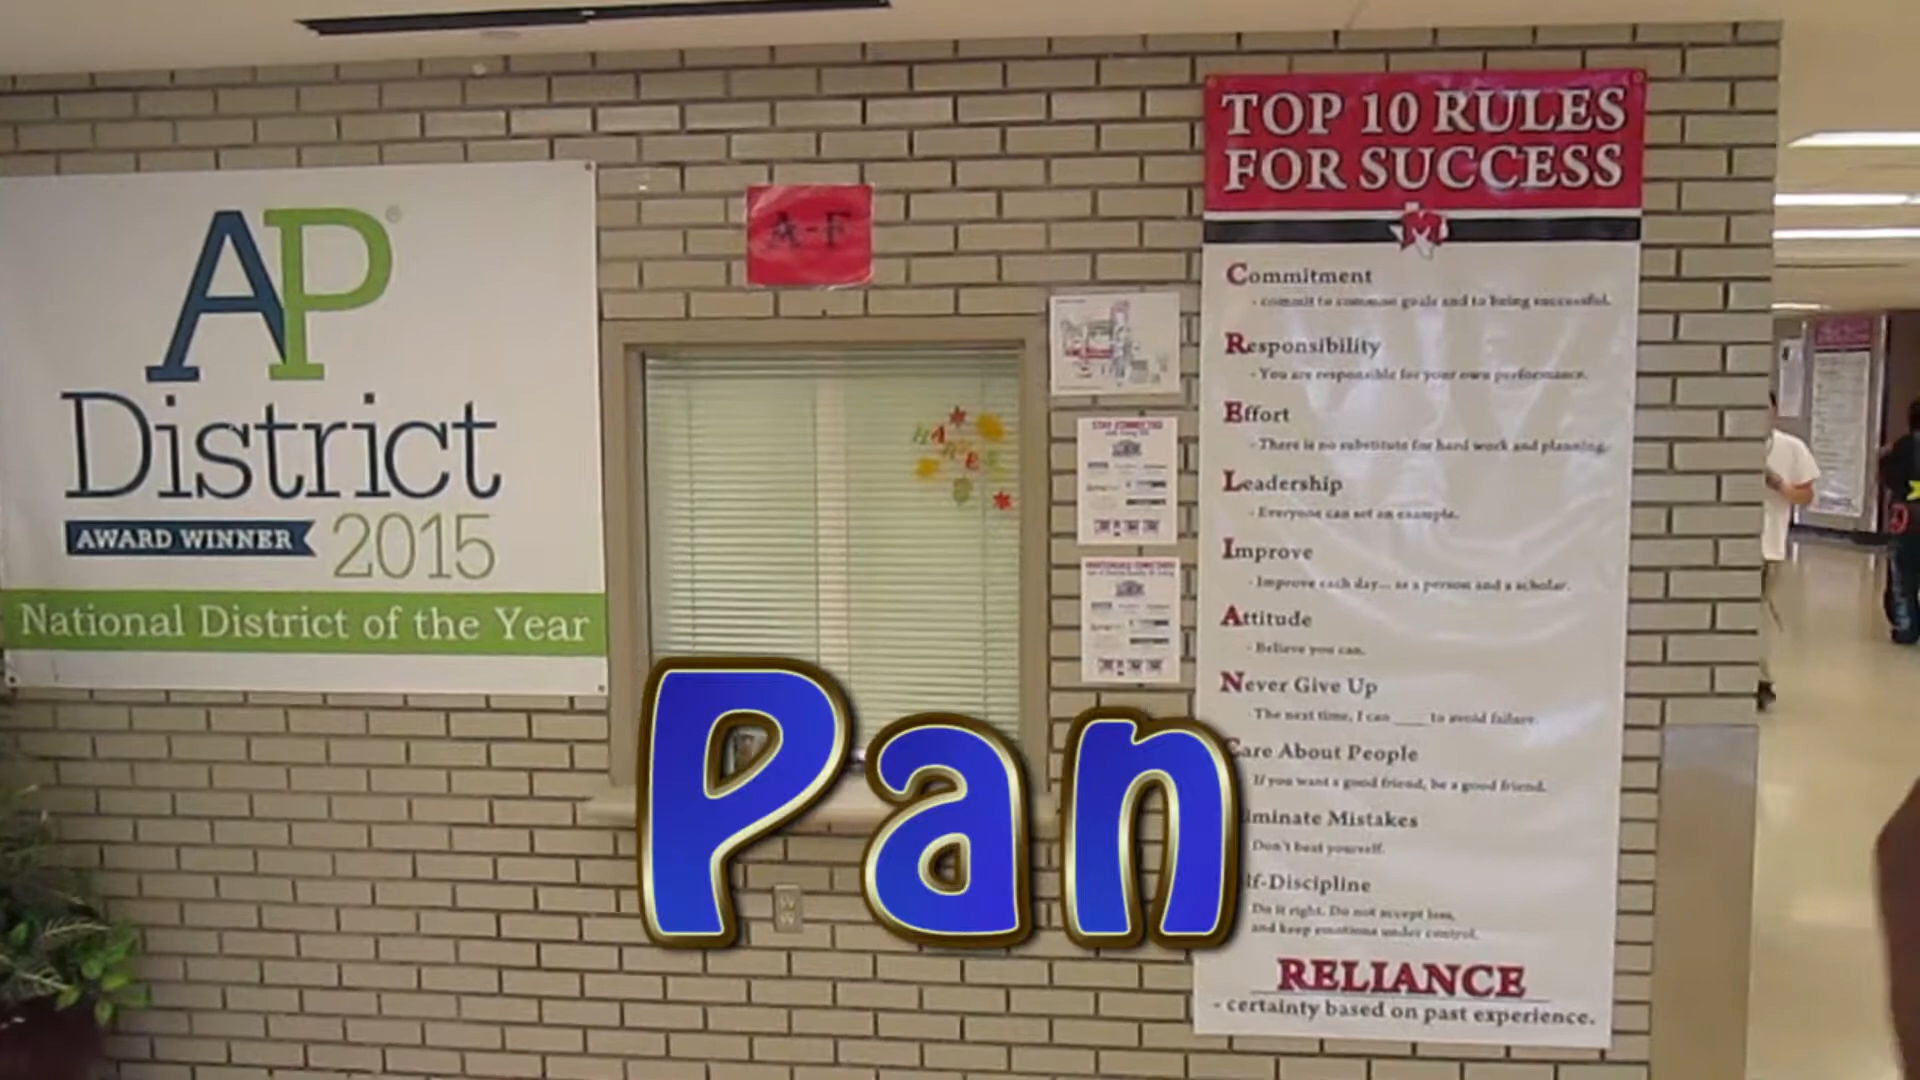 AP®
District
AWARD WINNER 2015
National District of the Year
A-F
TOP 10 RULES
FOR SUCCESS
Commitment
- commit to common goals and to being successful.
Responsibility
- You are responsible for your own performance.
Effort
- There is no substitute for hard work and planning.
Leadership
- Everyone can set an example.
Improve
- Improve each day... as a person and a scholar.
Attitude
- Believe you can.
Never Give Up
The next time, I can ____ to avoid failure.
Care About People
If you want a good friend, be a good friend.
iminate Mistakes
Don't beat yourself.
lf-Discipline
Do it right. Do not accept less,
and keep emotions under control.
RELIANCE
- certainty based on past experience.
Pan